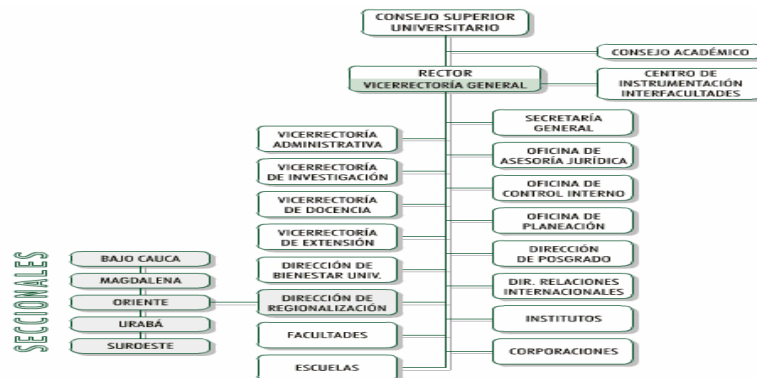 CONSEJO SUPERIOR
UNIVERSITARIO
CONSEJO ACADÉMICO
RECTOR
VICERRECTORÍA GENERAL
CENTRO DE
INSTRUMENTACIÓN
INTERFACULTADES
SECRETARÍA
GENERAL
VICERRECTORÍA
ADMINISTRATIVA
OFICINA DE
ASESORÍA JURÍDICA
VICERRECTORÍA
DE INVESTIGACIÓN
OFICINA DE
CONTROL INTERNO
VICERRECTORÍA
DE DOCENCIA
OFICINA DE
PLANEACIÓN
VICERRECTORÍA
DE EXTENSIÓN
DIRECCIÓN
DE POSGRADO
DIRECCIÓN DE
BIENESTAR UNIV.
DIR. RELACIONES
INTERNACIONALES
DIRECCIÓN DE
REGIONALIZACIÓN
INSTITUTOS
FACULTADES
CORPORACIONES
ESCUELAS
SECCIONALES
BAJO CAUCA
MAGDALENA
ORIENTE
URABÁ
SUROESTE